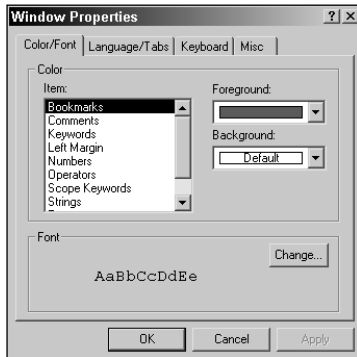 Window Properties
Color/Font Language/Tabs Keyboard Misc
Color
Item:
Bookmarks
Comments
Keywords
Left Margin
Numbers
Operators
Scope Keywords
Strings
Foreground:
Background:
Default
Font
Change...
AaBbCcDdEe
OK Cancel Apply